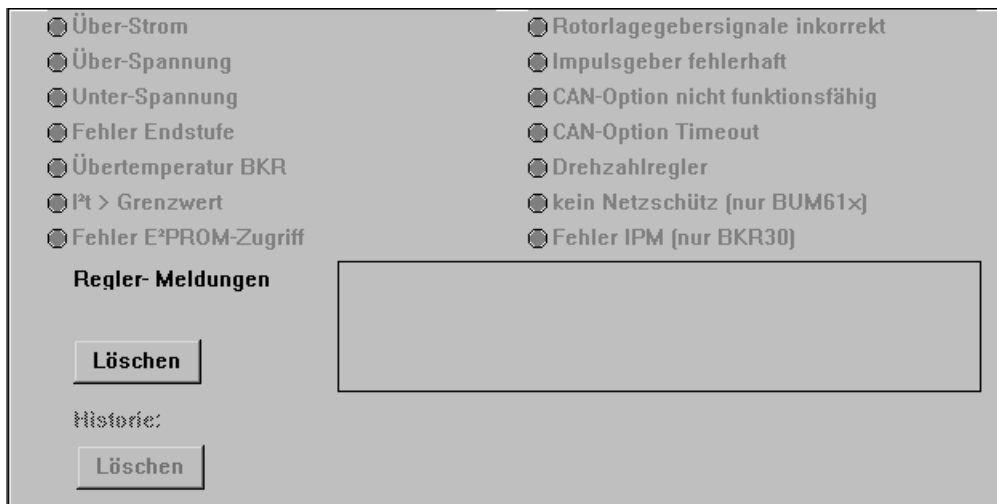 Über-Strom
Über-Spannung
Unter-Spannung
Fehler Endstufe
Übertemperatur BKR
I²t > Grenzwert
Fehler E²PROM-Zugriff
Rotorlagegebersignale inkorrekt
Impulsgeber fehlerhaft
CAN-Option nicht funktionsfähig
CAN-Option Timeout
Drehzahlregler
kein Netzschütz (nur BUM61x)
Fehler IPM (nur BKR30)
Regler- Meldungen
Löschen
Historie:
Löschen